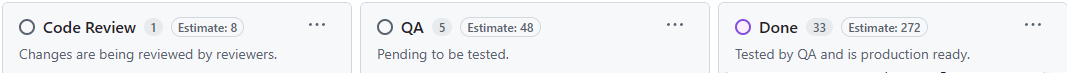 Code Review 1 Estimate: 8
Changes are being reviewed by reviewers.
QA 5 Estimate: 48
Pending to be tested.
Done 33 Estimate: 272
Tested by QA and is production ready.